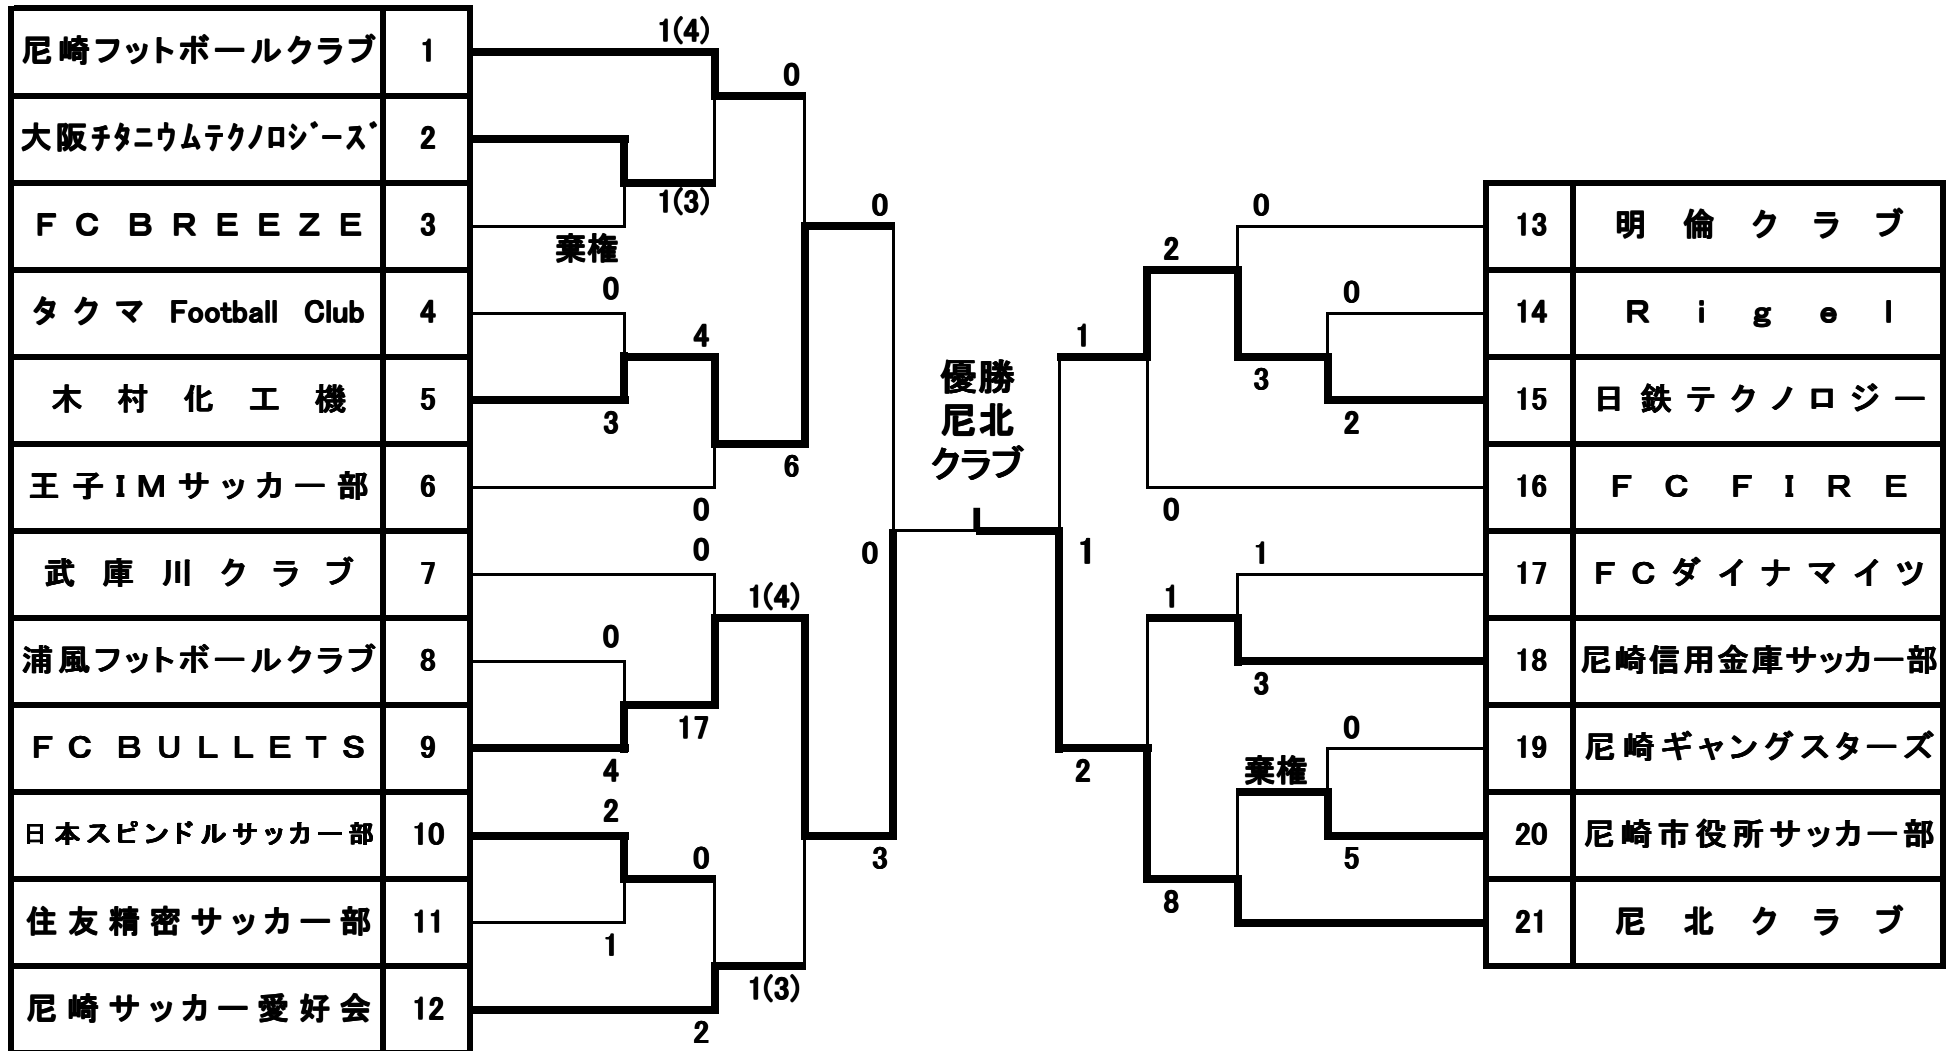 尼崎フットボールクラブ 1
大阪チタニウムテクノロジーズ 2
ＦＣ ＢＲＥＥＺＥ 3
タクマ Football Club 4
木村化工機 5
王子ＩＭサッカー部 6
武庫川クラブ 7
浦風フットボールクラブ 8
ＦＣ ＢＵＬＬＥＴＳ 9
日本スピンドルサッカー部 10
住友精密サッカー部 11
尼崎サッカー愛好会 12
1(4)
0
1(3)
棄権
0
0
4
3
6
0
0
0
1(4)
0
17
4
2
0
3
1
1(3)
2
優勝
尼北
クラブ
0
2
0
1
3
2
0
1
1
1
3
0
2
棄権
5
8
13 明倫クラブ
14 Ｒｉｇｅｌ
15 日鉄テクノロジー
16 ＦＣ ＦＩＲＥ
17 ＦＣダイナマイツ
18 尼崎信用金庫サッカー部
19 尼崎ギャングスターズ
20 尼崎市役所サッカー部
21 尼北クラブ